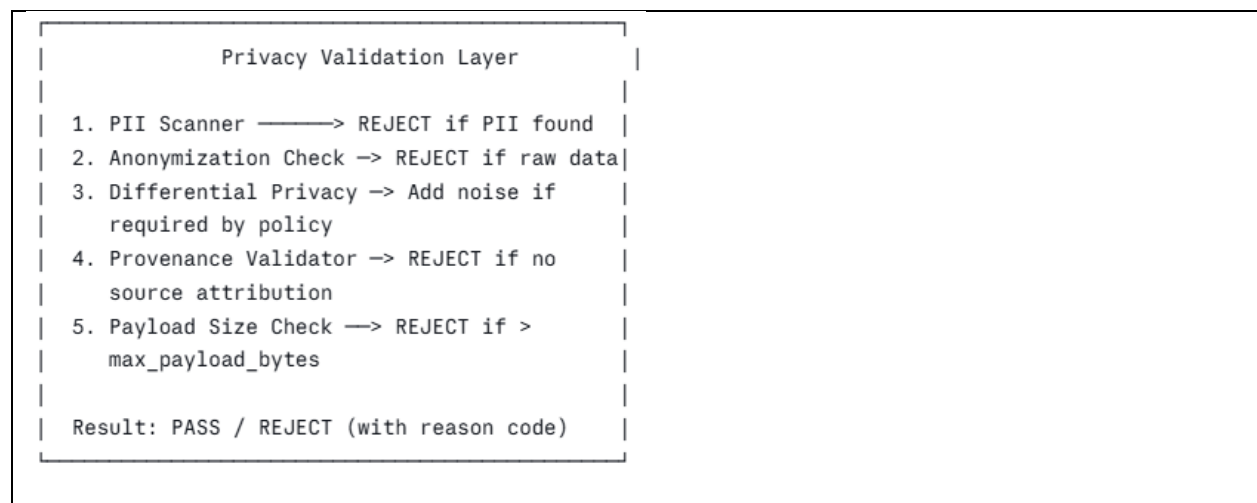 Privacy Validation Layer
1. PII Scanner ———> REJECT if PII found
2. Anonymization Check —> REJECT if raw data
3. Differential Privacy —> Add noise if
required by policy
4. Provenance Validator —> REJECT if no
source attribution
5. Payload Size Check ——> REJECT if >
max_payload_bytes
Result: PASS / REJECT (with reason code)